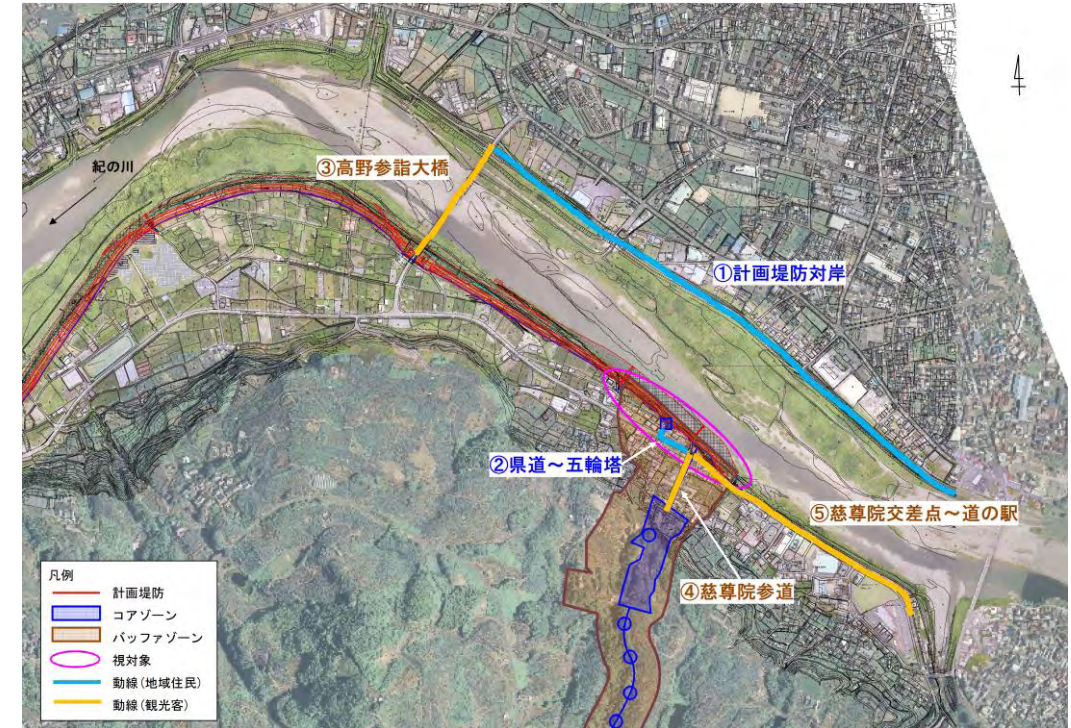 紀の川
③高野参詣大橋
①計画堤防対岸
②県道～五輪塔
⑤慈尊院交差点～道の駅
④慈尊院参道
凡例
計画堤防
コアゾーン
バッファゾーン
視対象
動線(地域住民)
動線(観光客)